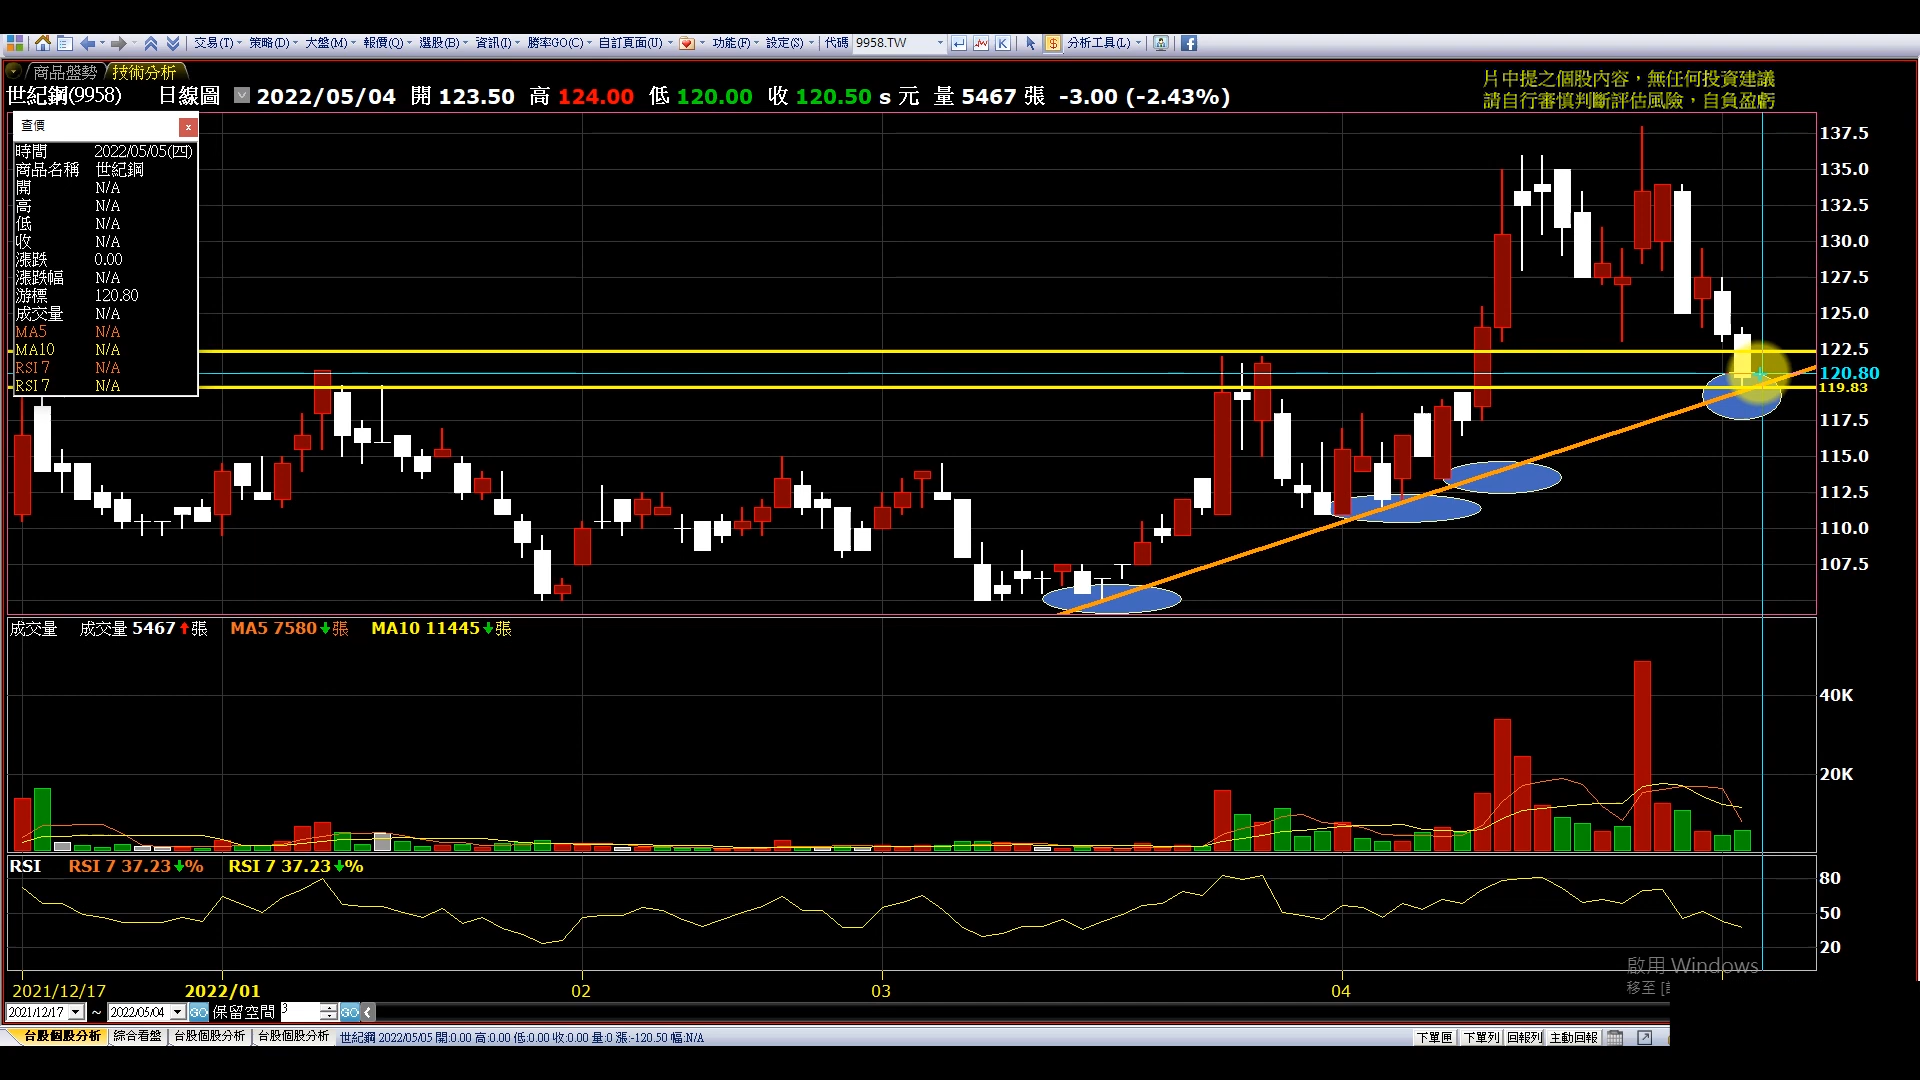 交易(T) 策略(D) 大盤(M) 報價(Q) 選股(B) 資訊(I) 勝率GO(C) 自訂頁面(U) 功能(F) 設定(S) 代碼 9958.TW K $ 分析工具(L)
商品盤勢 技術分析
片中提之個股內容，無任何投資建議
請自行審慎判斷評估風險，自負盈虧
世紀鋼(9958) 日線圖 2022/05/04 開 123.50 高 124.00 低 120.00 收 120.50 s 元 量 5467 張 -3.00 (-2.43%)
查價 x
時間 2022/05/05(四)
商品名稱 世紀鋼
開 N/A
高 N/A
低 N/A
收 N/A
漲跌 0.00
漲跌幅 N/A
游標 120.80
成交量 N/A
MA5 N/A
MA10 N/A
RSI 7 N/A
RSI 7 N/A
137.5
135.0
132.5
130.0
127.5
125.0
122.5
120.80
119.83
117.5
115.0
112.5
110.0
107.5
成交量 成交量 5467 張 MA5 7580 張 MA10 11445 張
40K
20K
RSI RSI 7 37.23 % RSI 7 37.23 %
80
50
20
啟用 Windows
移至 [
2021/12/17 2022/01 02 03 04
2021/12/17 ~ 2022/05/04 GO 保留空間 3 GO
台股個股分析 綜合看盤 台股個股分析 台股個股分析 世紀鋼 2022/05/05 開:0.00 高:0.00 低:0.00 收:0.00 量:0 漲:-120.50 幅:N/A 下單匣 下單列 回報列 主動回報